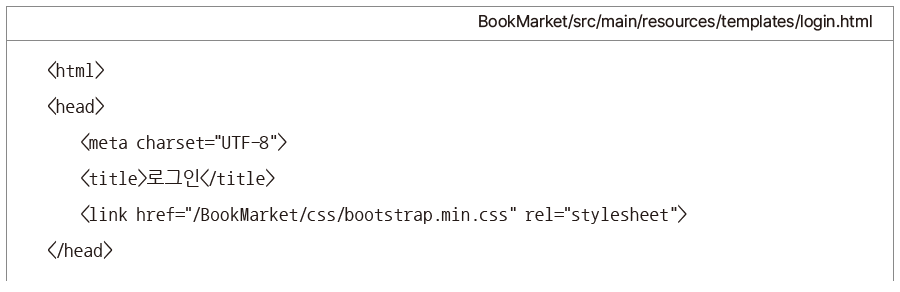 BookMarket/src/main/resources/templates/login.html
<html>
<head>
<meta charset="UTF-8">
<title>로그인</title>
<link href="/BookMarket/css/bootstrap.min.css" rel="stylesheet">
</head>